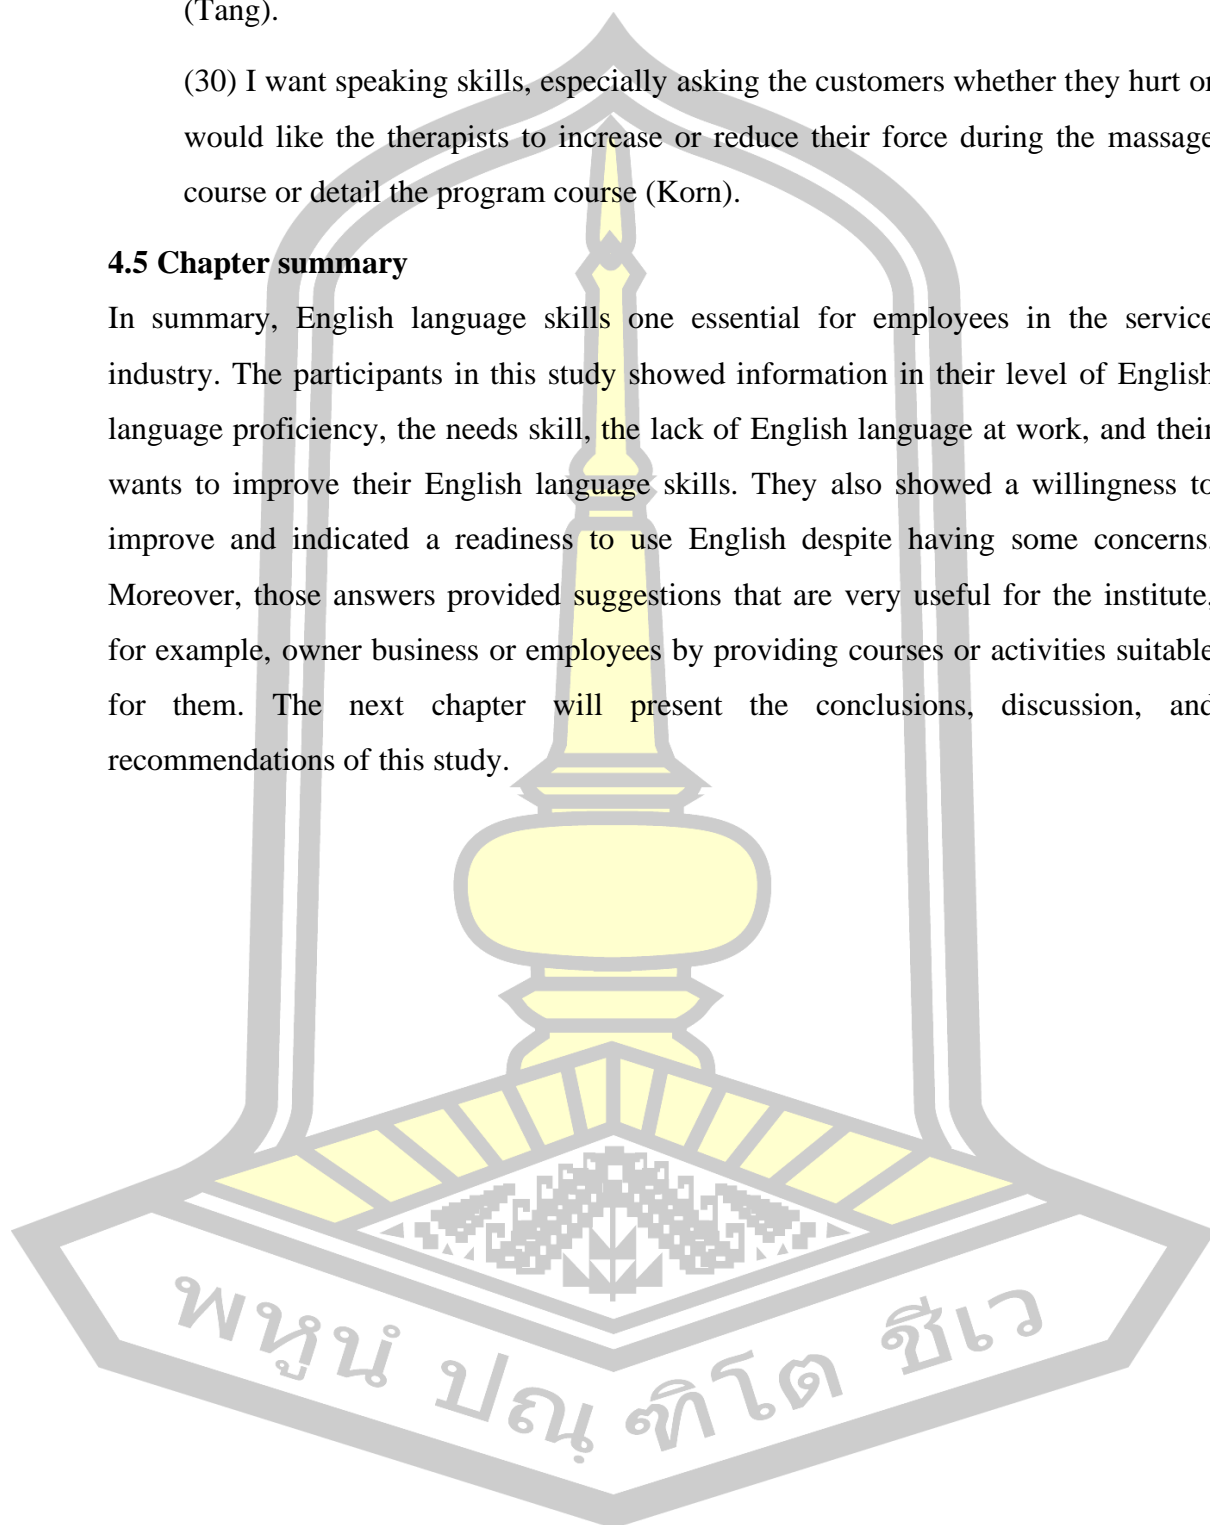 (Tang).
(30) I want speaking skills, especially asking the customers whether they hurt or
would like the therapists to increase or reduce their force during the massage
course or detail the program course (Korn).
4.5 Chapter summary
In summary, English language skills one essential for employees in the service
industry. The participants in this study showed information in their level of English
language proficiency, the needs skill, the lack of English language at work, and their
wants to improve their English language skills. They also showed a willingness to
improve and indicated a readiness to use English despite having some concerns.
Moreover, those answers provided suggestions that are very useful for the institute,
for example, owner business or employees by providing courses or activities suitable
for them. The next chapter will present the conclusions, discussion, and
recommendations of this study.
พหูนํ ปณฺฑิโต ชีเว